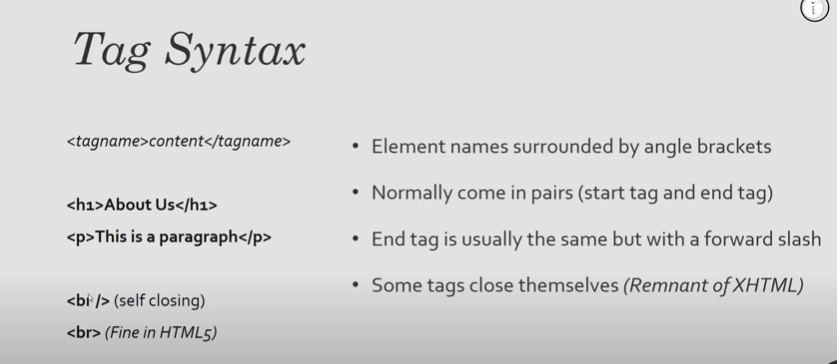 Tag Syntax
<tagname>content</tagname>
<h1>About Us</h1>
<p>This is a paragraph</p>
(self closing)
<br> (Fine in HTML5)
• Element names surrounded by angle brackets
• Normally come in pairs (start tag and end tag)
• End tag is usually the same but with a forward slash
• Some tags close themselves (Remnant of XHTML)